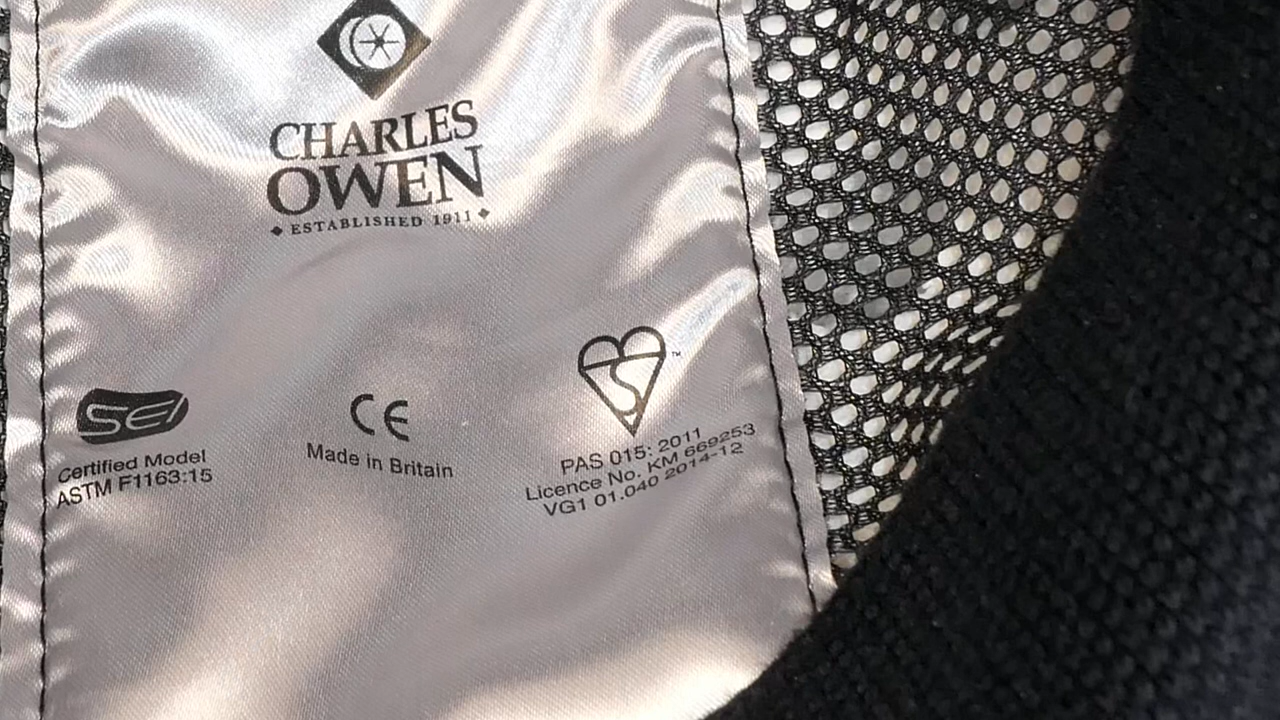 CHARLES
OWEN
ESTABLISHED 1911
SEI
Certified Model
ASTM F1163:15
CE
Made in Britain
™
PAS 015: 2011
Licence No. KM 669253
VG1 01.040 2014-12